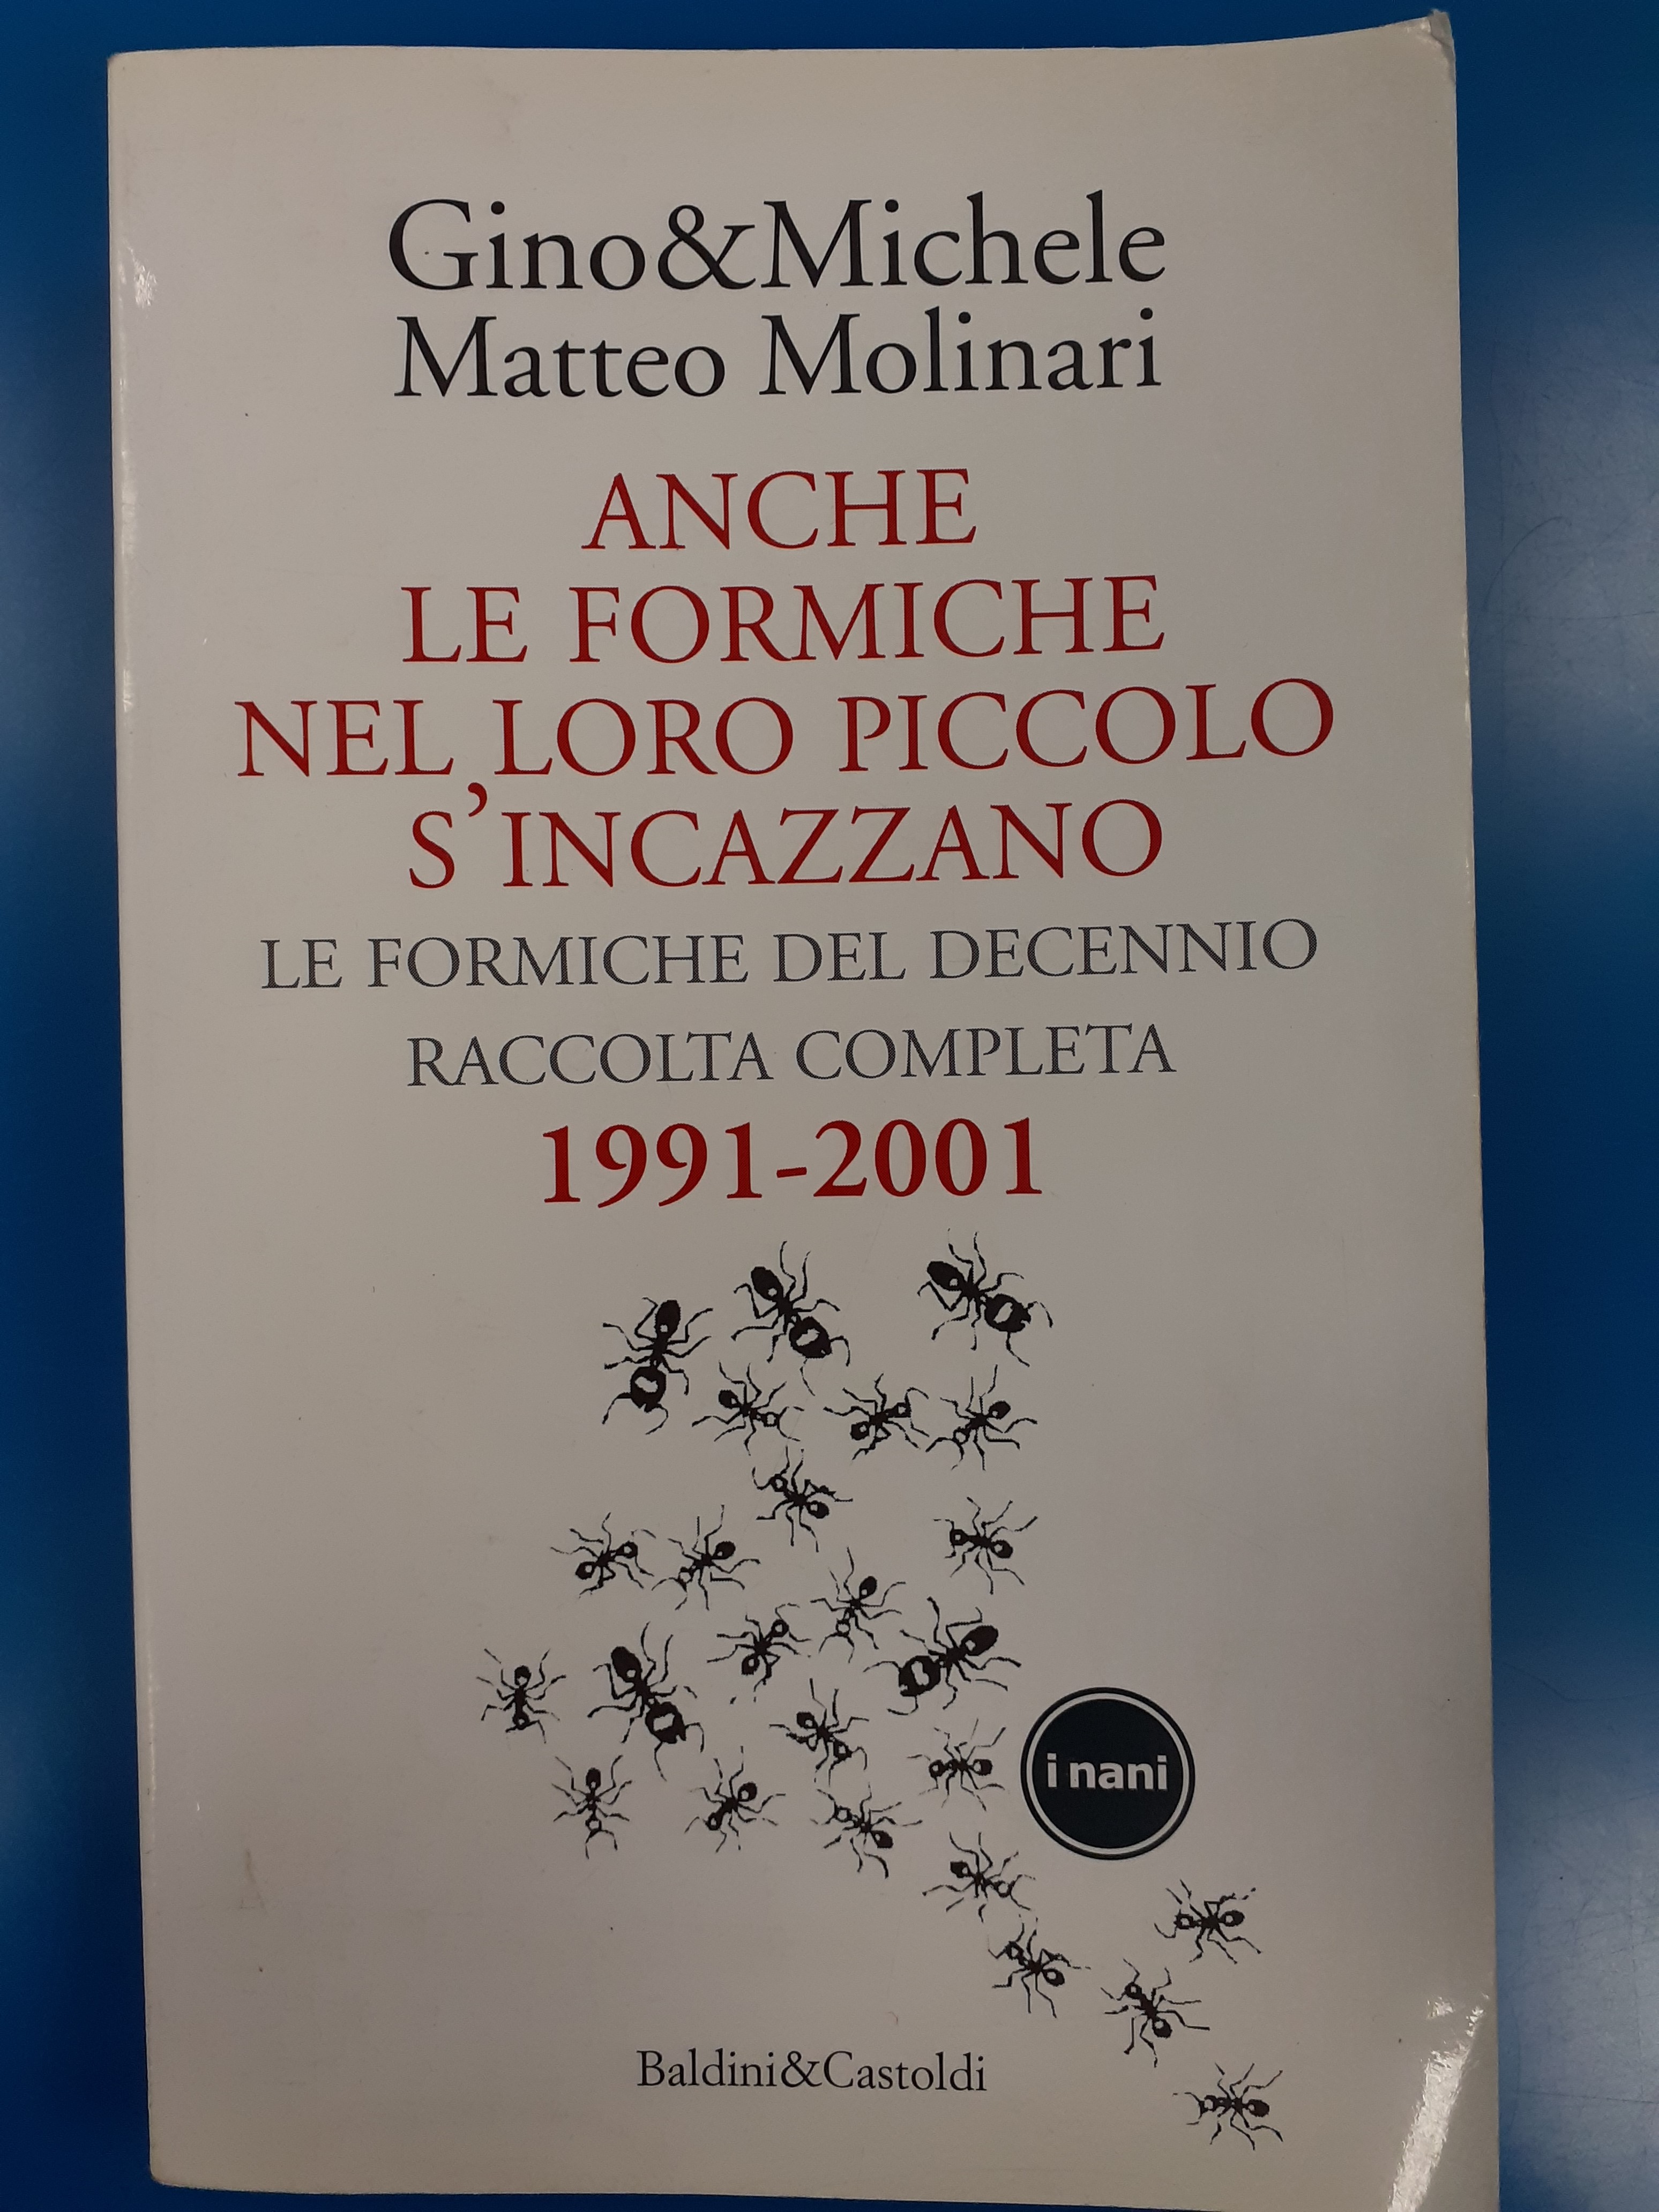 Gino&Michele
Matteo Molinari
ANCHE
LE FORMICHE
NEL LORO PICCOLO
S'INCAZZANO
LE FORMICHE DEL DECENNIO
RACCOLTA COMPLETA
1991-2001
i nani
Baldini&Castoldi